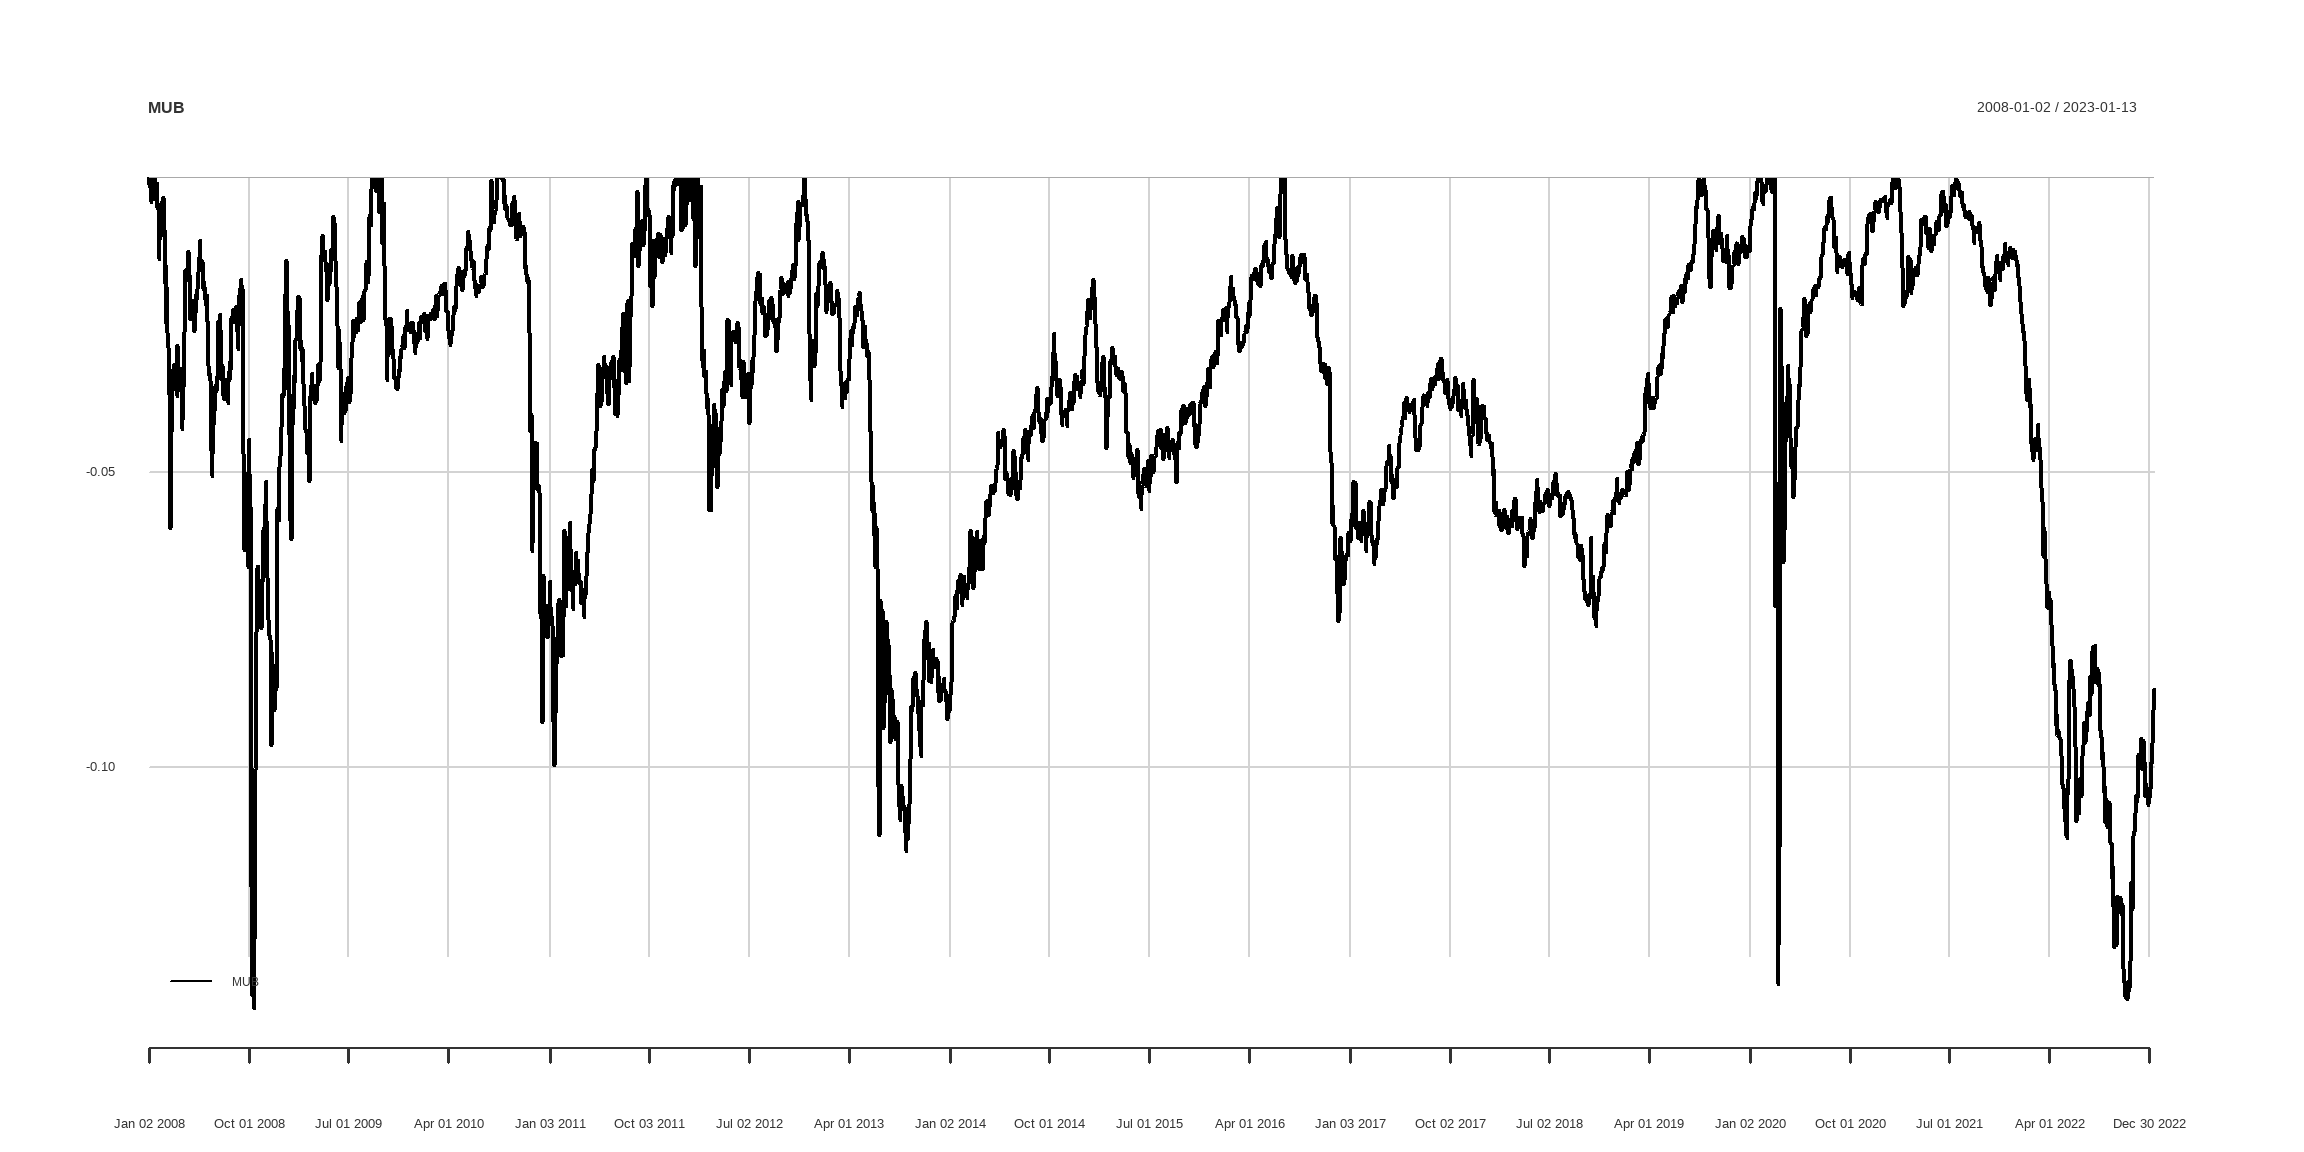 MUB
2008-01-02 / 2023-01-13
-0.05
-0.10
MUB
Jan 02 2008
Oct 01 2008
Jul 01 2009
Apr 01 2010
Jan 03 2011
Oct 03 2011
Jul 02 2012
Apr 01 2013
Jan 02 2014
Oct 01 2014
Jul 01 2015
Apr 01 2016
Jan 03 2017
Oct 02 2017
Jul 02 2018
Apr 01 2019
Jan 02 2020
Oct 01 2020
Jul 01 2021
Apr 01 2022
Dec 30 2022